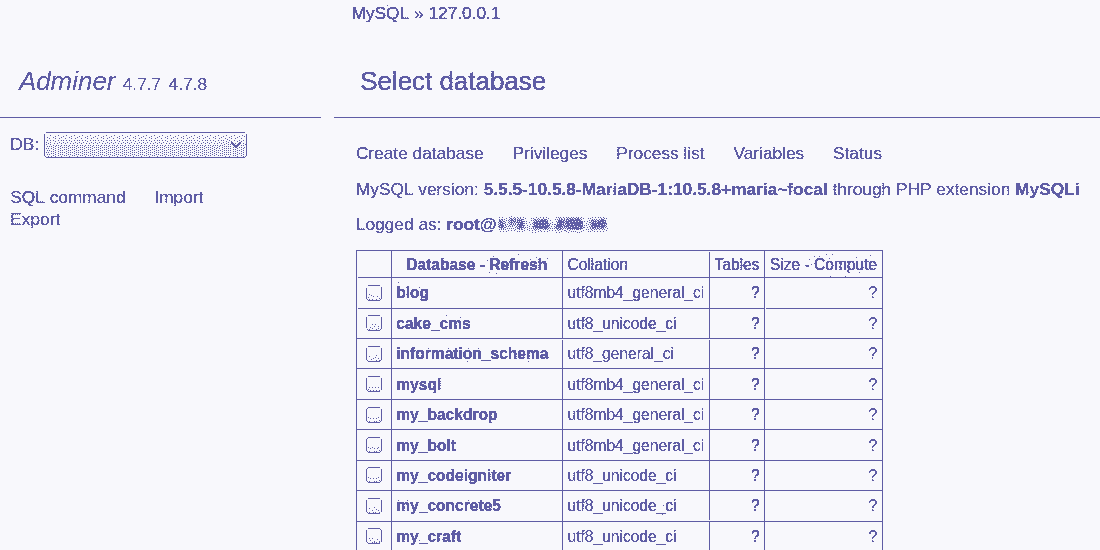 MySQL » 127.0.0.1
Adminer 4.7.7 4.7.8
Select database
DB:
SQL command Import
Export
Create database Privileges Process list Variables Status
MySQL version: 5.5.5-10.5.8-MariaDB-1:10.5.8+maria~focal through PHP extension MySQLi
Logged as: root@
Database - Refresh Collation Tables Size - Compute
blog utf8mb4_general_ci ? ?
cake_cms utf8_unicode_ci ? ?
information_schema utf8_general_ci ? ?
mysql utf8mb4_general_ci ? ?
my_backdrop utf8mb4_general_ci ? ?
my_bolt utf8mb4_general_ci ? ?
my_codeigniter utf8_unicode_ci ? ?
my_concrete5 utf8_unicode_ci ? ?
my_craft utf8_unicode_ci ? ?